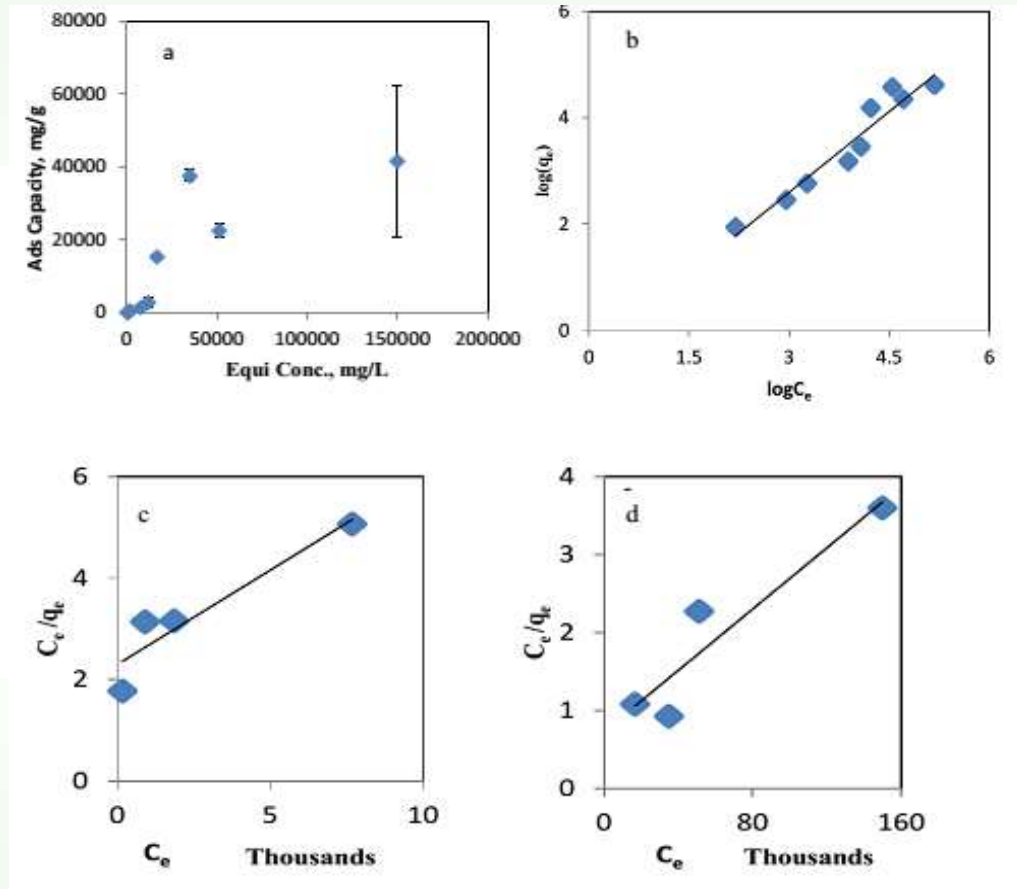 80000
60000
40000
20000
0
a
Ads Capacity, mg/g
0 50000 100000 150000 200000
Equi Conc., mg/L
6
4
2
0
b
log(qe)
0 1.5 3 4.5 6
logCe
6
4
2
0
c
Ce/qe
0 5 10
Ce Thousands
4
3
2
1
0
-
d
Ce/qe
0 80 160
Ce Thousands